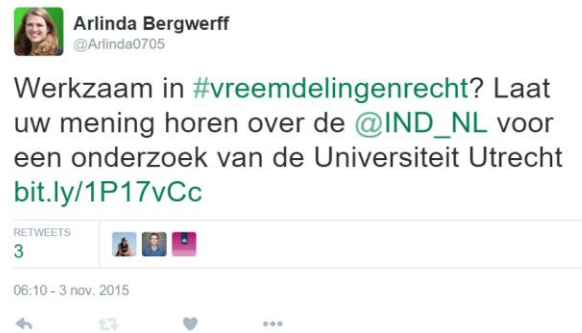 Arlinda Bergwerff
@Arlinda0705
Werkzaam in #vreemdelingenrecht? Laat
uw mening horen over de @IND_NL voor
een onderzoek van de Universiteit Utrecht
bit.ly/1P17vCc
RETWEETS
3
06:10 - 3 nov. 2015